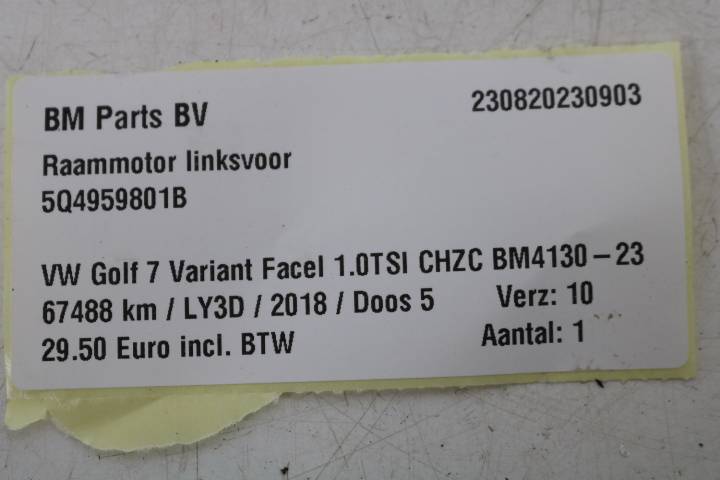 BM Parts BV 230820230903
Raammotor linksvoor
5Q4959801B
VW Golf 7 Variant Facel 1.0TSI CHZC BM4130-23
67488 km / LY3D / 2018 / Doos 5 Verz: 10
29.50 Euro incl. BTW Aantal: 1